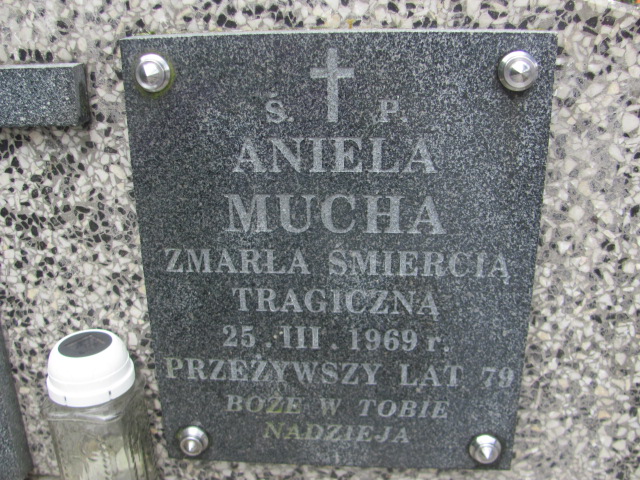 Ś. P.
ANIELA
MUCHA
ZMARŁA ŚMIERCIĄ
TRAGICZNĄ
25. III. 1969 r.
PRZEŻYWSZY LAT 79
BOŻE W TOBIE
NADZIEJA